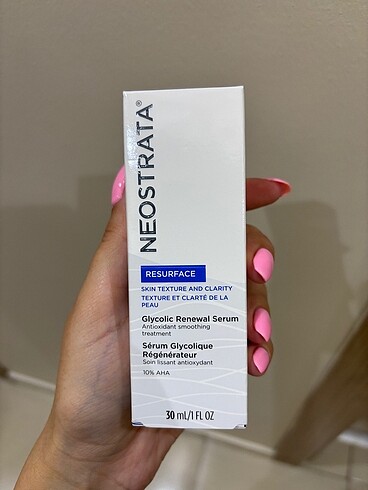 NEOSTRATA®
RESURFACE
SKIN TEXTURE AND CLARITY
TEXTURE ET CLARTÉ DE LA
PEAU
Glycolic Renewal Serum
Antioxidant smoothing
treatment
Sérum Glycolique
Régénérateur
Soin lissant antioxydant
10% AHA
30 mL/1 FL OZ